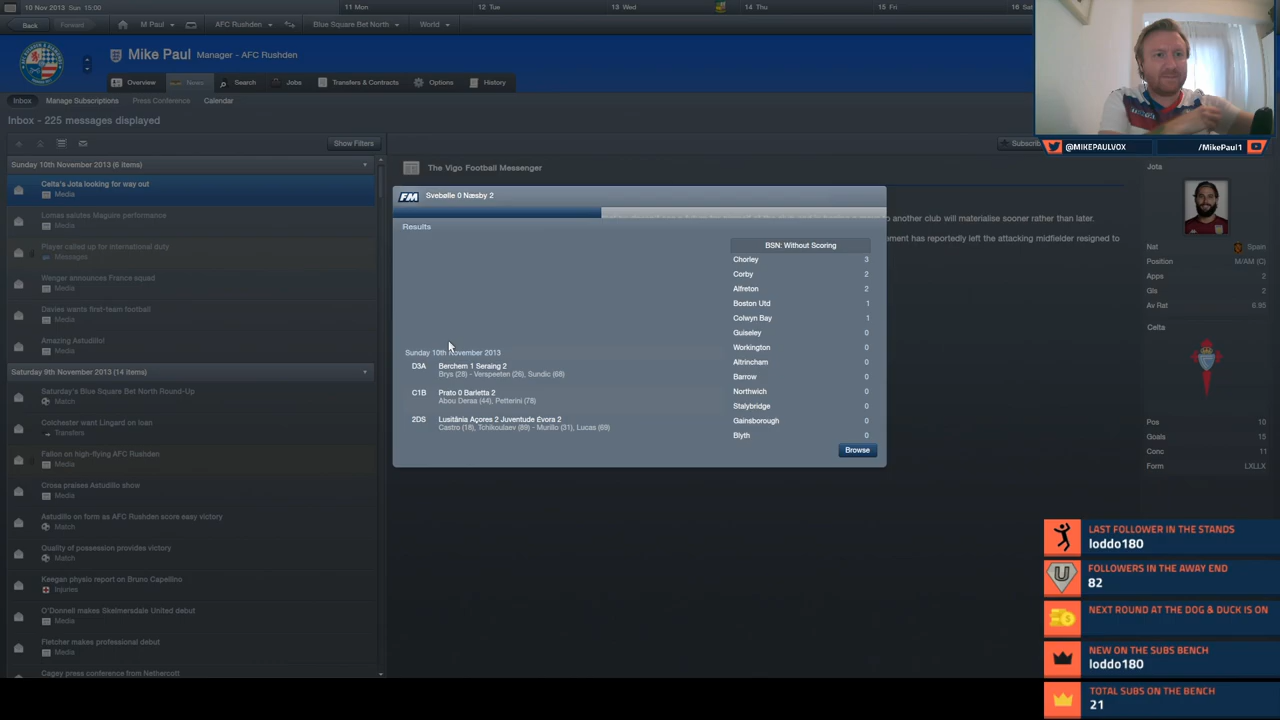 10 Nov 2013 Sun 15:00
11 Mon
12 Tue
13 Wed
14 Thu
15 Fri
16 Sat
Back
Forward
M Paul
AFC Rushden
Blue Square Bet North
World
Mike Paul Manager - AFC Rushden
Overview
News
Search
Jobs
Transfers & Contracts
Options
History
Inbox
Manage Subscriptions
Press Conference
Calendar
Inbox - 225 messages displayed
Show Filters
Sunday 10th November 2013 (6 items)
Celta's Jota looking for way out
Media
Lomas salutes Maguire performance
Media
Player called up for international duty
Messages
Wenger announces France squad
Media
Davies wants first-team football
Media
Amazing Astudillo!
Media
Saturday 9th November 2013 (14 items)
Saturday's Blue Square Bet North Round-Up
Match
Colchester want Lingard on loan
Transfers
Fallon on high-flying AFC Rushden
Media
Cross praises Astudillo show
Media
Astudillo on form as AFC Rushden score easy victory
Match
Quality of possession provides victory
Match
Keegan physio report on Bruno Capellino
Injuries
O'Donnell makes Skelmersdale United debut
Media
Fletcher makes professional debut
Media
Cagey press conference from Nethercott
The Vigo Football Messenger
Subscrib
another club will materialise sooner rather than later.
ment has reportedly left the attacking midfielder resigned to
FM
Svebølle 0 Næsby 2
Results
Sunday 10th November 2013
D3A Berchem 1 Seraing 2
Brys (28) - Verspeeten (26), Sundic (68)
C1B Prato 0 Barletta 2
Abou Deraa (44), Petterini (78)
2DS Lusitânia Açores 2 Juventude Évora 2
Castro (18), Tchikoulaev (89) - Murillo (31), Lucas (69)
BSN: Without Scoring
Chorley 3
Corby 2
Alfreton 2
Boston Utd 1
Colwyn Bay 1
Guiseley 0
Workington 0
Altrincham 0
Barrow 0
Northwich 0
Stalybridge 0
Gainsborough 0
Blyth 0
Browse
@MIKEPAULVOX
/MikePaul1
Jota
Nat Spain
Position M/AM (C)
Apps 2
Gls 2
Av Rat 6.95
Celta
Pos 10
Goals 15
Conc 11
Form LXLLX
LAST FOLLOWER IN THE STANDS
loddo180
FOLLOWERS IN THE AWAY END
82
NEXT ROUND AT THE DOG & DUCK IS ON
NEW ON THE SUBS BENCH
loddo180
TOTAL SUBS ON THE BENCH
21